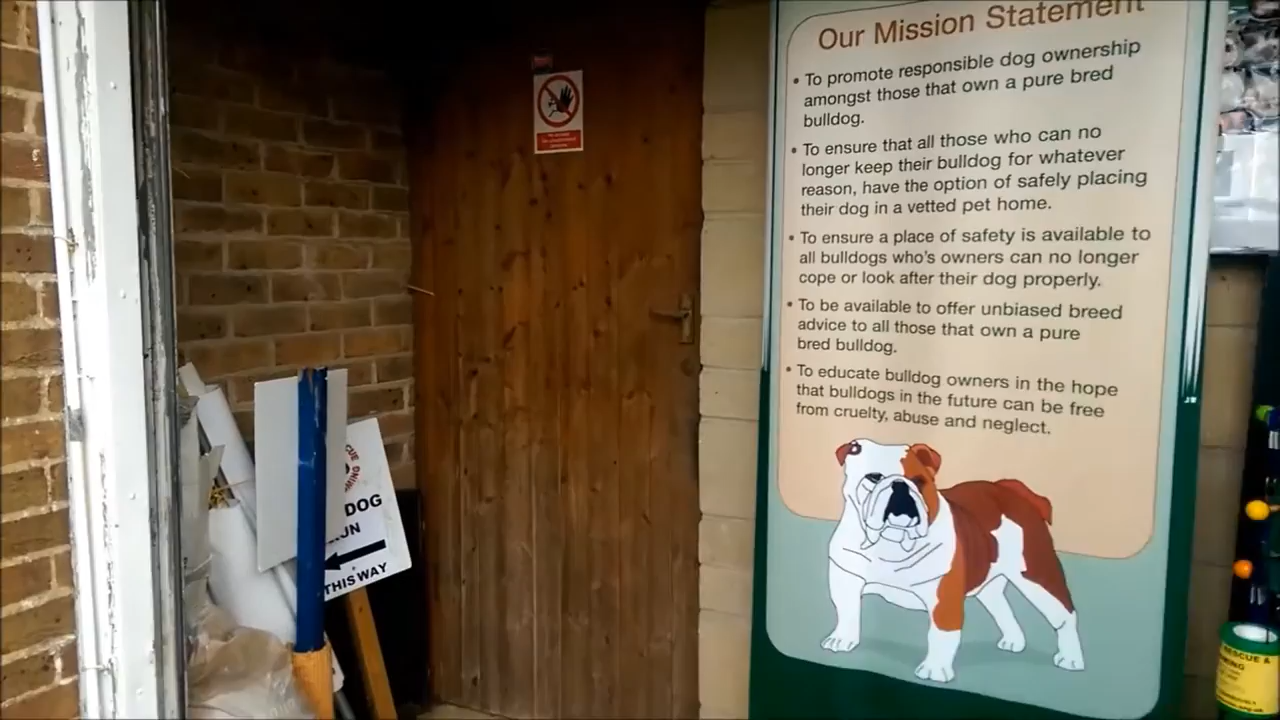 Our Mission Statement
• To promote responsible dog ownership
amongst those that own a pure bred
bulldog.
• To ensure that all those who can no
longer keep their bulldog for whatever
reason, have the option of safely placing
their dog in a vetted pet home.
• To ensure a place of safety is available to
all bulldogs who's owners can no longer
cope or look after their dog properly.
• To be available to offer unbiased breed
advice to all those that own a pure
bred bulldog.
• To educate bulldog owners in the hope
that bulldogs in the future can be free
from cruelty, abuse and neglect.
DOG
THIS WAY
RESCUE &